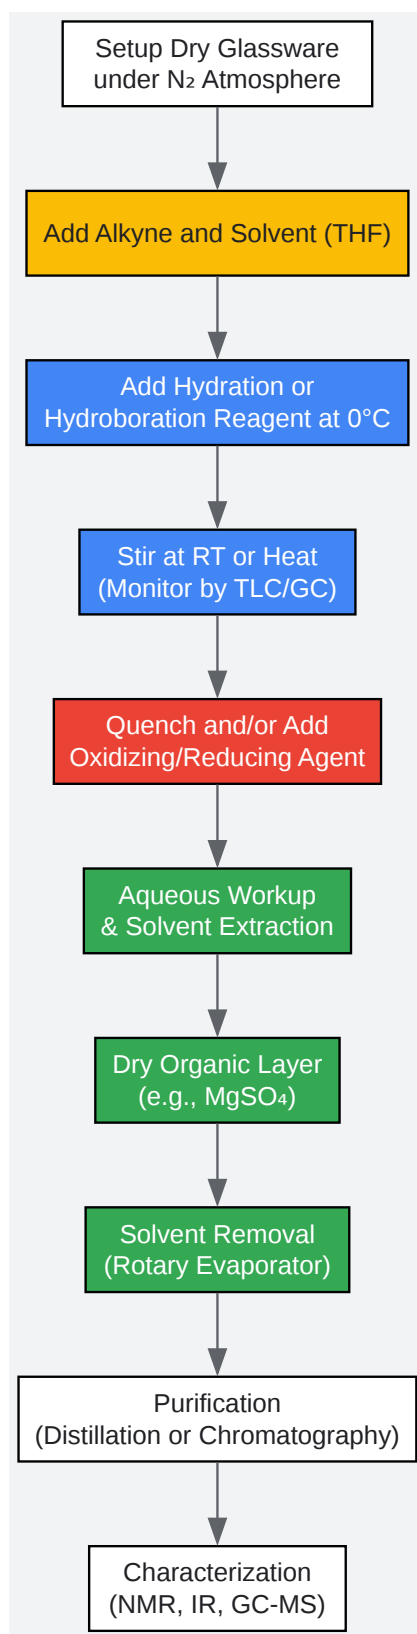 Setup Dry Glassware
under N₂ Atmosphere
Add Alkyne and Solvent (THF)
Add Hydration or
Hydroboration Reagent at 0°C
Stir at RT or Heat
(Monitor by TLC/GC)
Quench and/or Add
Oxidizing/Reducing Agent
Aqueous Workup
& Solvent Extraction
Dry Organic Layer
(e.g., MgSO₄)
Solvent Removal
(Rotary Evaporator)
Purification
(Distillation or Chromatography)
Characterization
(NMR, IR, GC-MS)